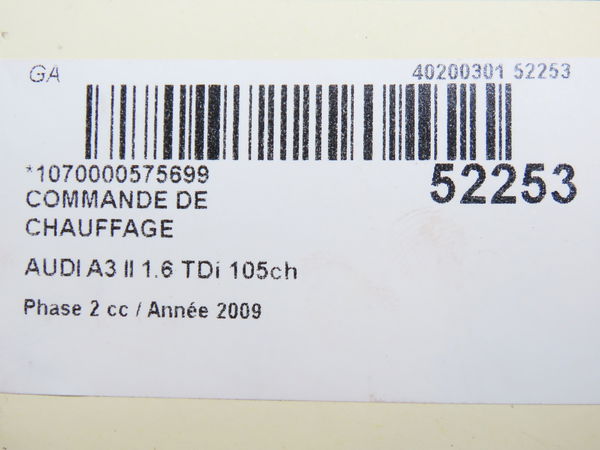 GA 40200301 52253
*1070000575699
52253
COMMANDE DE
CHAUFFAGE
AUDI A3 II 1.6 TDi 105ch
Phase 2 cc / Année 2009